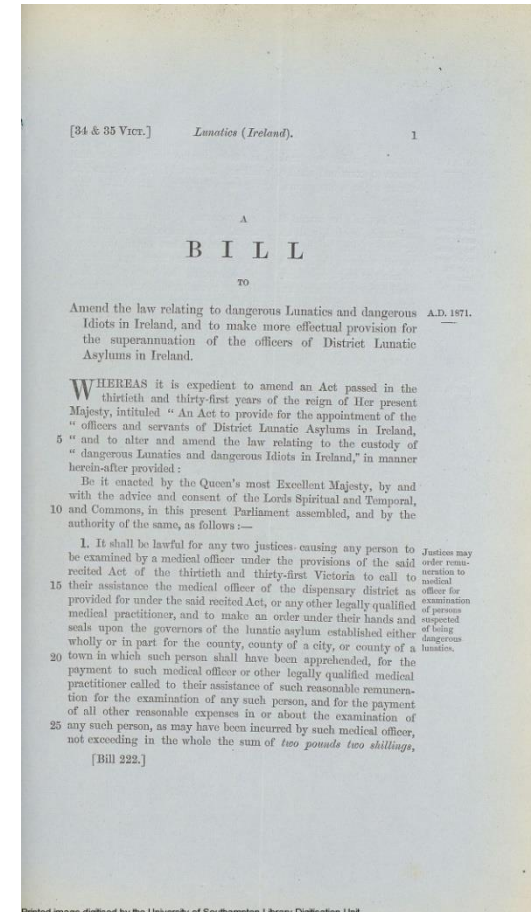 [34 & 35 VICT.] Lunatics (Ireland). 1
A
BILL
TO
Amend the law relating to dangerous Lunatics and dangerous
Idiots in Ireland, and to make more effectual provision for
the superannuation of the officers of District Lunatic
Asylums in Ireland.
A.D. 1871.
WHEREAS it is expedient to amend an Act passed in the
thirtieth and thirty-first years of the reign of Her present
Majesty, intituled " An Act to provide for the appointment of the
" officers and servants of District Lunatic Asylums in Ireland,
5 " and to alter and amend the law relating to the custody of
" dangerous Lunatics and dangerous Idiots in Ireland," in manner
herein-after provided :
Be it enacted by the Queen's most Excellent Majesty, by and
with the advice and consent of the Lords Spiritual and Temporal,
10 and Commons, in this present Parliament assembled, and by the
authority of the same, as follows :—
1. It shall be lawful for any two justices causing any person to
be examined by a medical officer under the provisions of the said
recited Act of the thirtieth and thirty-first Victoria to call to
15 their assistance the medical officer of the dispensary district as
provided for under the said recited Act, or any other legally qualified
medical practitioner, and to make an order under their hands and
seals upon the governors of the lunatic asylum established either
wholly or in part for the county, county of a city, or county of a
20 town in which such person shall have been apprehended, for the
payment to such medical officer or other legally qualified medical
practitioner called to their assistance of such reasonable remunera-
tion for the examination of any such person, and for the payment
of all other reasonable expenses in or about the examination of
25 any such person, as may have been incurred by such medical officer,
not exceeding in the whole the sum of two pounds two shillings,
Justices may
order remu-
neration to
medical
officer for
examination
of persons
suspected
of being
dangerous
lunatics.
[Bill 222.]
Printed image digitised by the University of Southampton Library Digitisation Unit